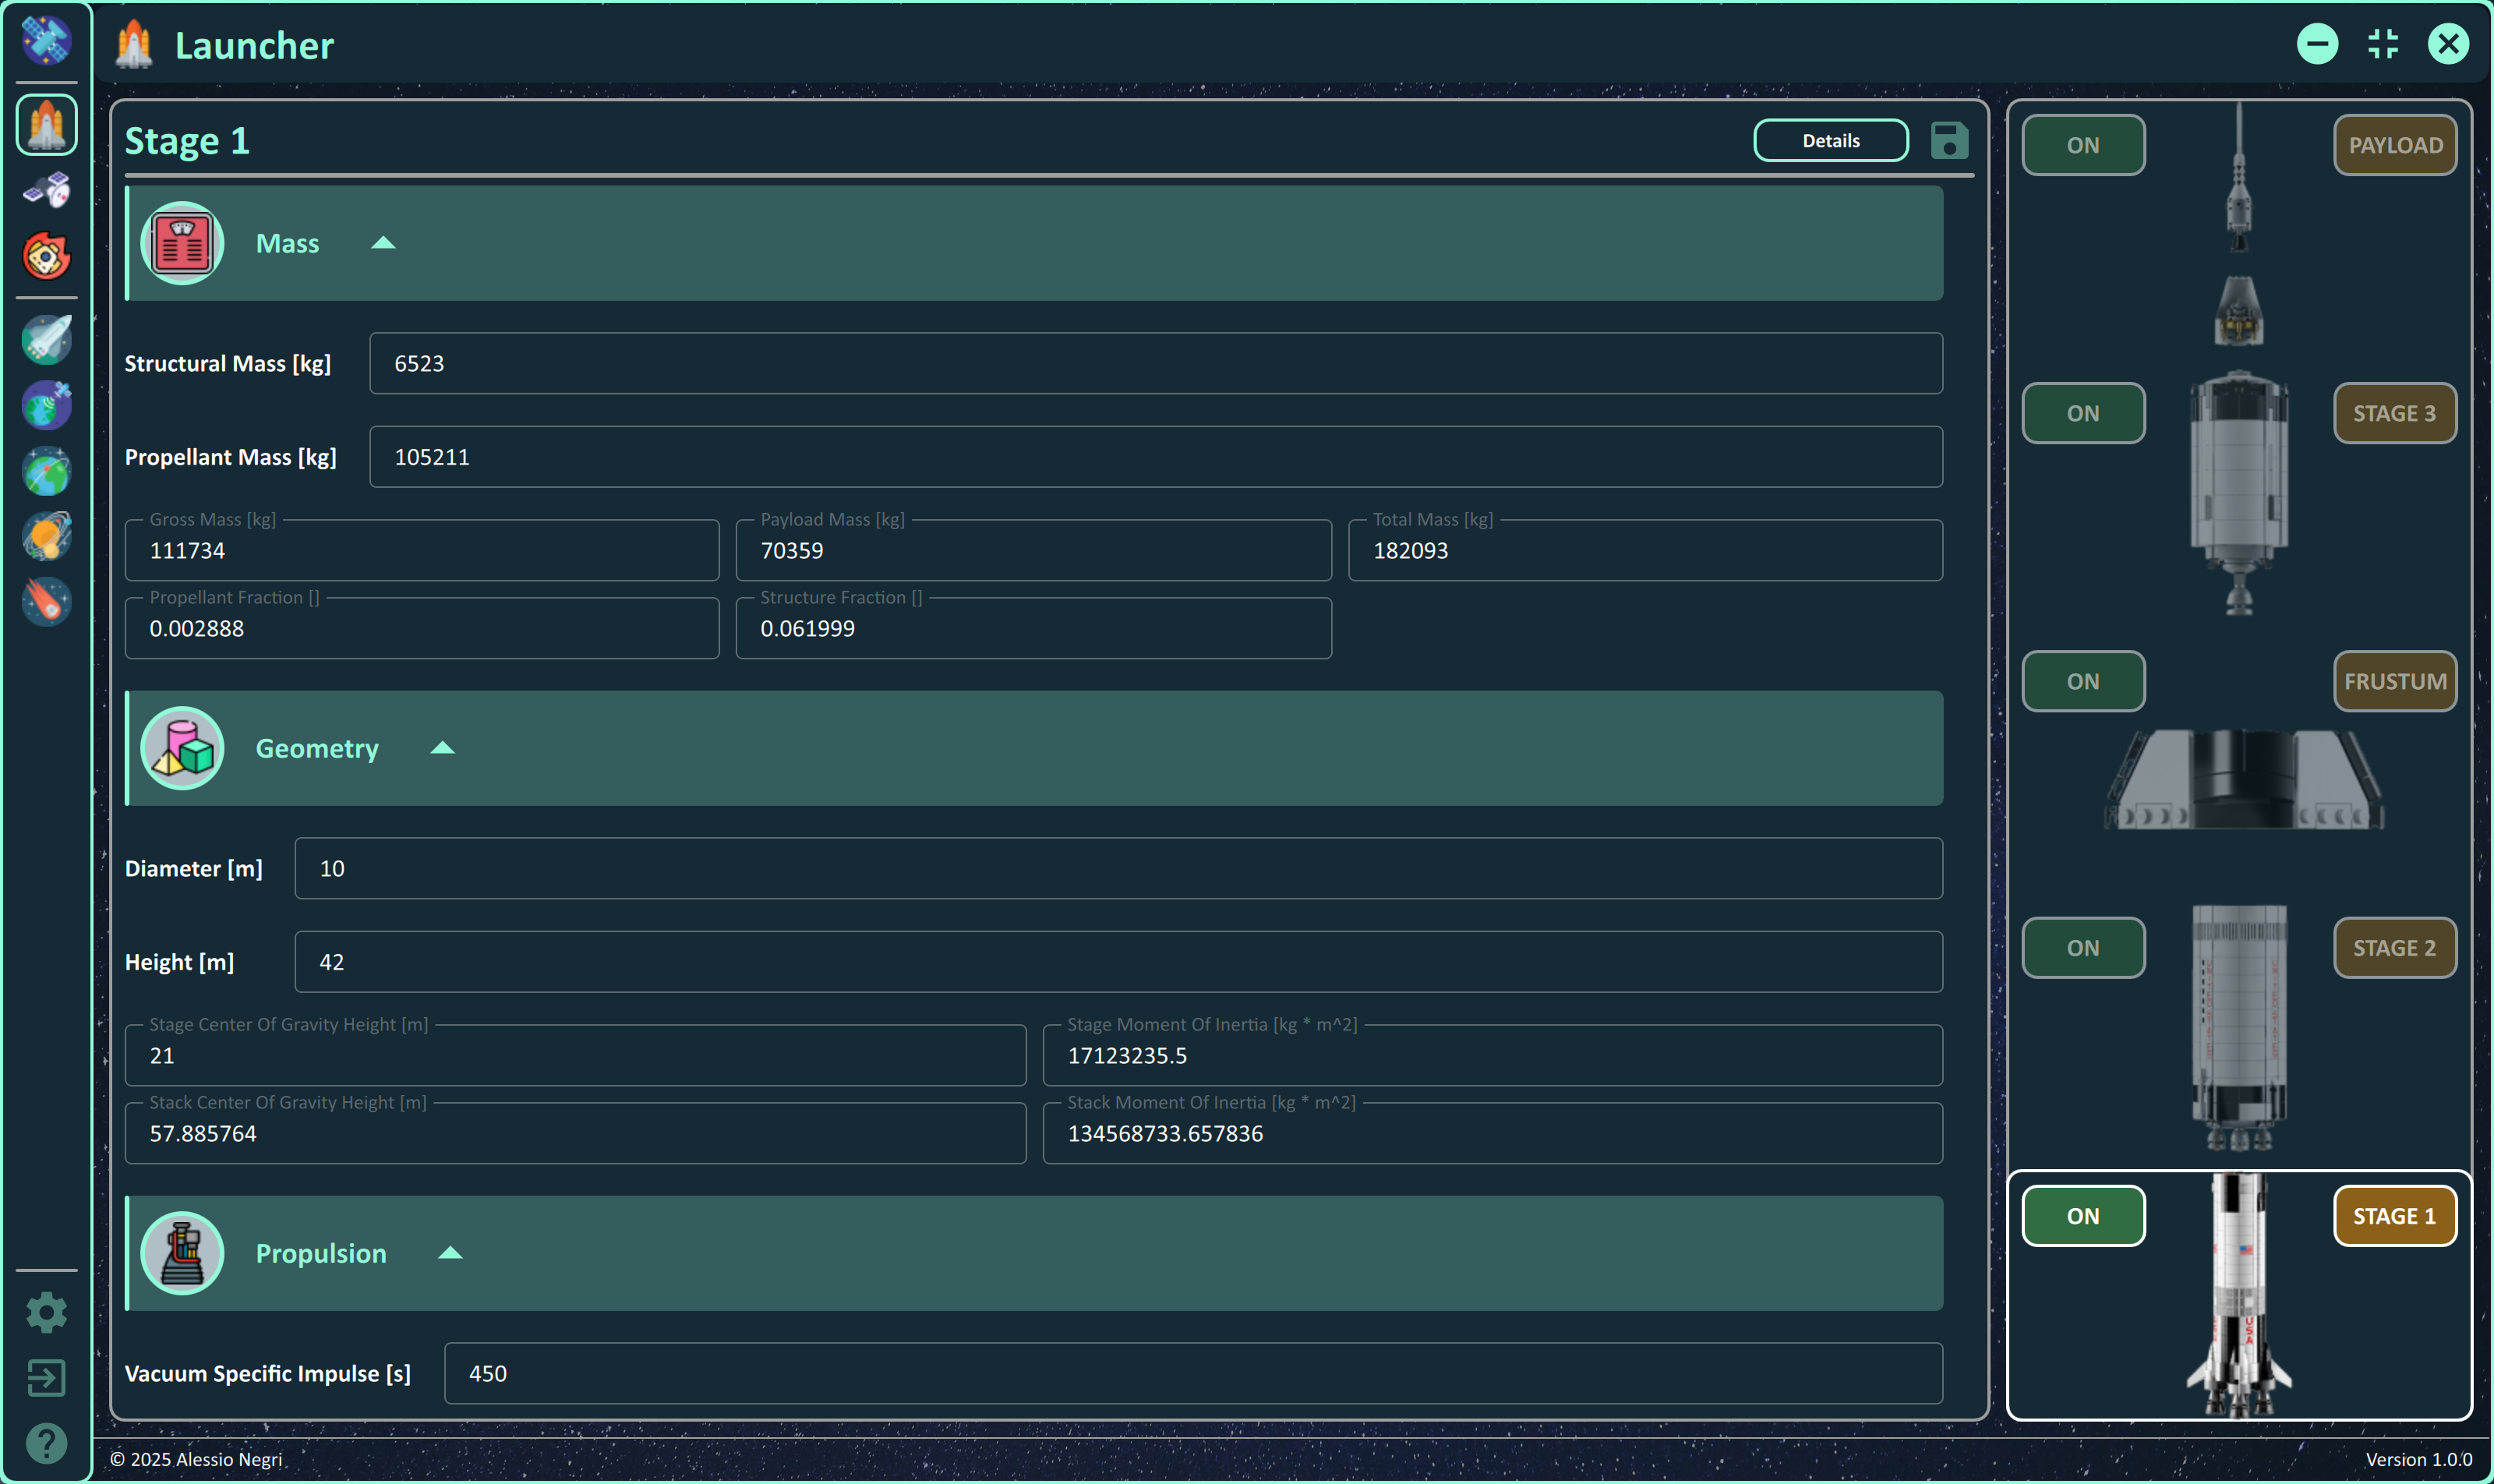 Launcher
Stage 1
Details
Mass
Structural Mass [kg]
6523
Propellant Mass [kg]
105211
Gross Mass [kg]
Payload Mass [kg]
Total Mass [kg]
111734
70359
182093
Propellant Fraction []
Structure Fraction []
0.002888
0.061999
Geometry
Diameter [m]
10
Height [m]
42
Stage Center Of Gravity Height [m]
Stage Moment Of Inertia [kg * m^2]
21
17123235.5
Stack Center Of Gravity Height [m]
Stack Moment Of Inertia [kg * m^2]
57.885764
134568733.657836
Propulsion
Vacuum Specific Impulse [s]
450
ON
PAYLOAD
ON
STAGE 3
ON
FRUSTUM
ON
STAGE 2
ON
STAGE 1
USA
© 2025 Alessio Negri
Version 1.0.0